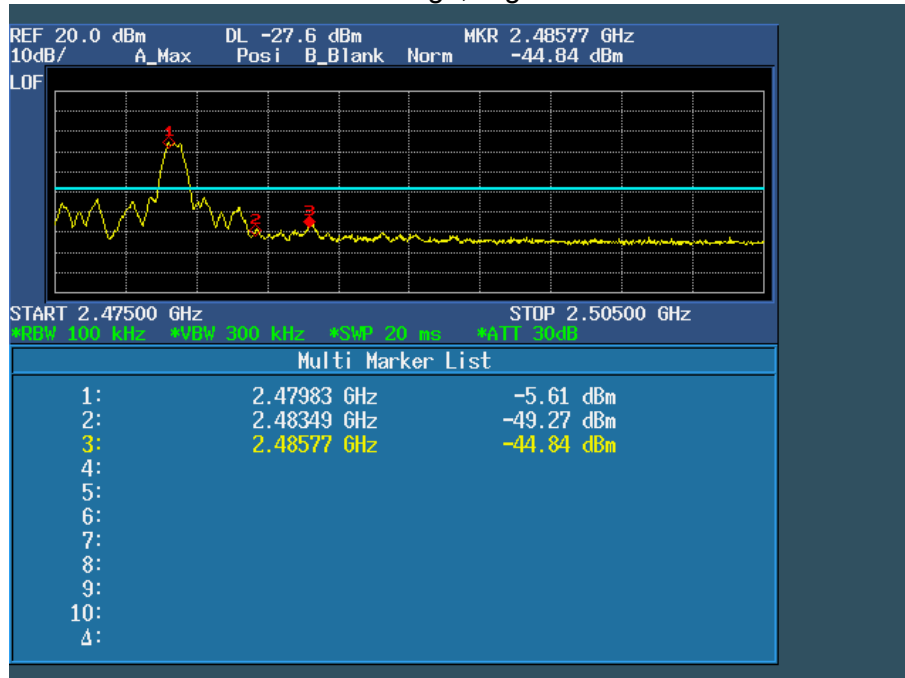 REF 20.0 dBm DL -27.6 dBm MKR 2.48577 GHz
10dB/ A_Max Posi B_Blank Norm -44.84 dBm
LOF
1
2
3
START 2.47500 GHz STOP 2.50500 GHz
*RBW 100 kHz *VBW 300 kHz *SWP 20 ms *ATT 30dB
Multi Marker List
1: 2.47983 GHz -5.61 dBm
2: 2.48349 GHz -49.27 dBm
3: 2.48577 GHz -44.84 dBm
4:
5:
6:
7:
8:
9:
10:
Δ: